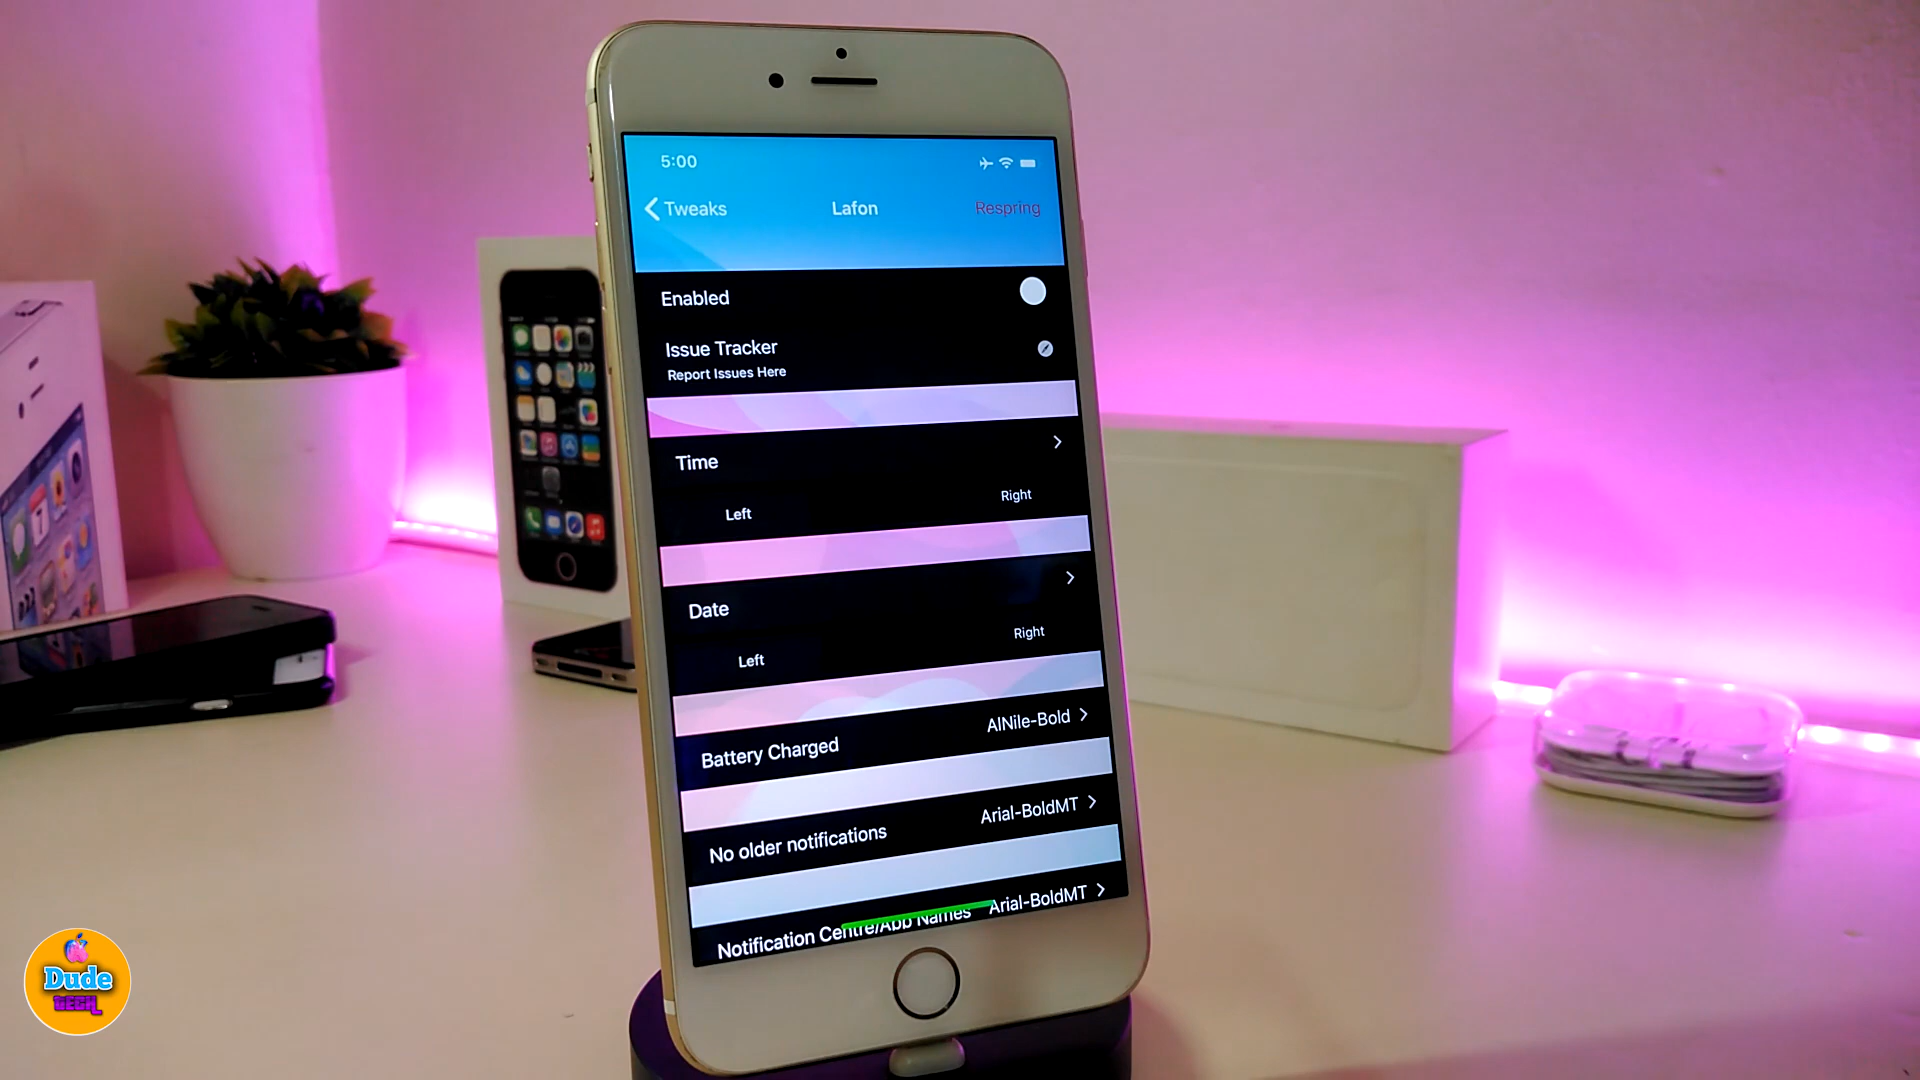 5:00
Tweaks
Lafon
Respring
Enabled
Issue Tracker
Report Issues Here
Time
Left
Right
Date
Left
Right
Battery Charged
AlNile-Bold
No older notifications
Arial-BoldMT
Notification Centre/App Names
Arial-BoldMT
Dude
TECH